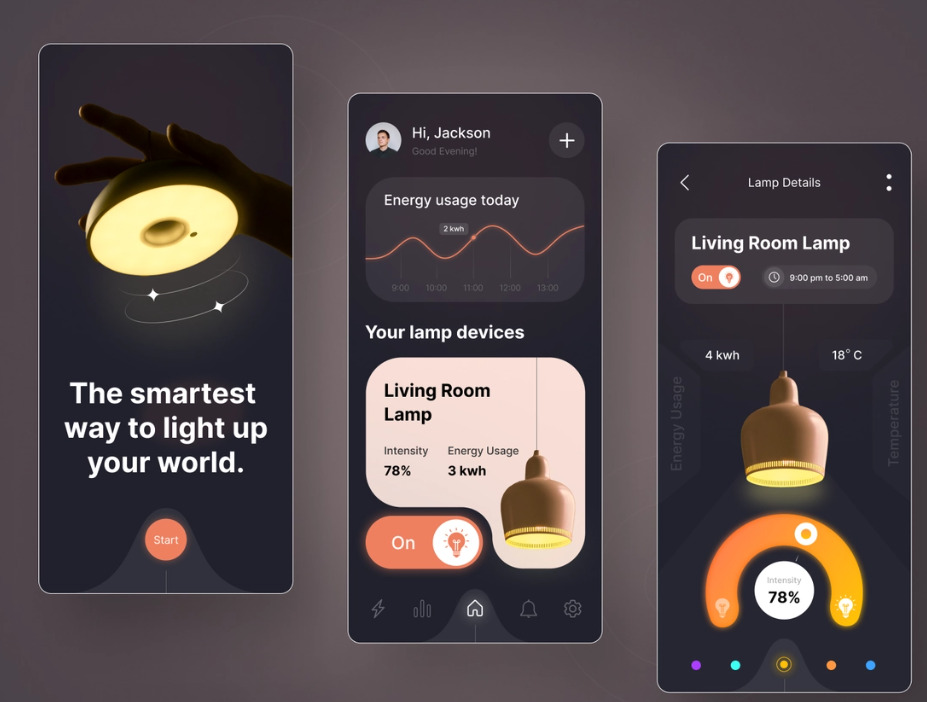 The smartest
way to light up
your world.
Start
Hi, Jackson
Good Evening!
Energy usage today
2 kwh
9:00 10:00 11:00 12:00 13:00
Your lamp devices
Living Room
Lamp
Intensity Energy Usage
78% 3 kwh
On
Lamp Details
Living Room Lamp
On 9:00 pm to 5:00 am
4 kwh 18° C
Energy Usage
Temperature
Intensity
78%